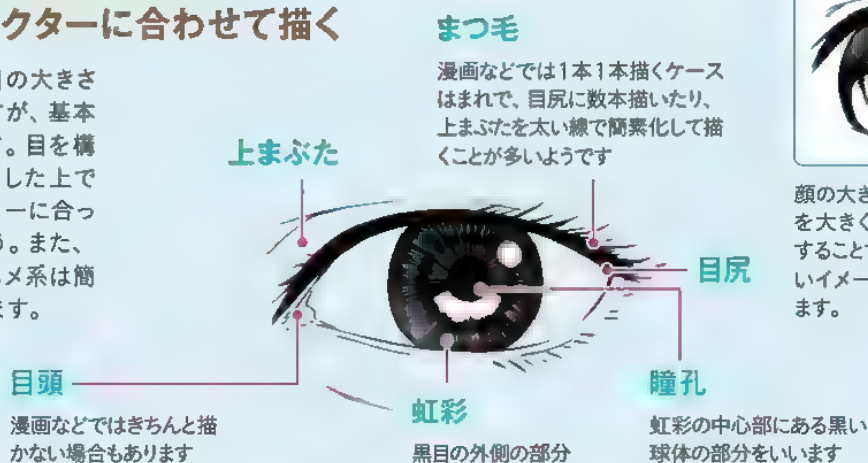 クターに合わせて描く
目の大きさ
すが、基本
。目を構
した上で
ーに合っ
う。また、
メ系は簡
ます。
まつ毛
漫画などでは1本1本描くケース
はまれで、目尻に数本描いたり、
上まぶたを太い線で簡素化して描
くことが多いようです
上まぶた
目尻
顔の大き
を大きく
すること
いイメー
ます。
目頭
漫画などではきちんと描
かない場合もあります
虹彩
黒目の外側の部分
瞳孔
虹彩の中心部にある黒い
球体の部分をいいます